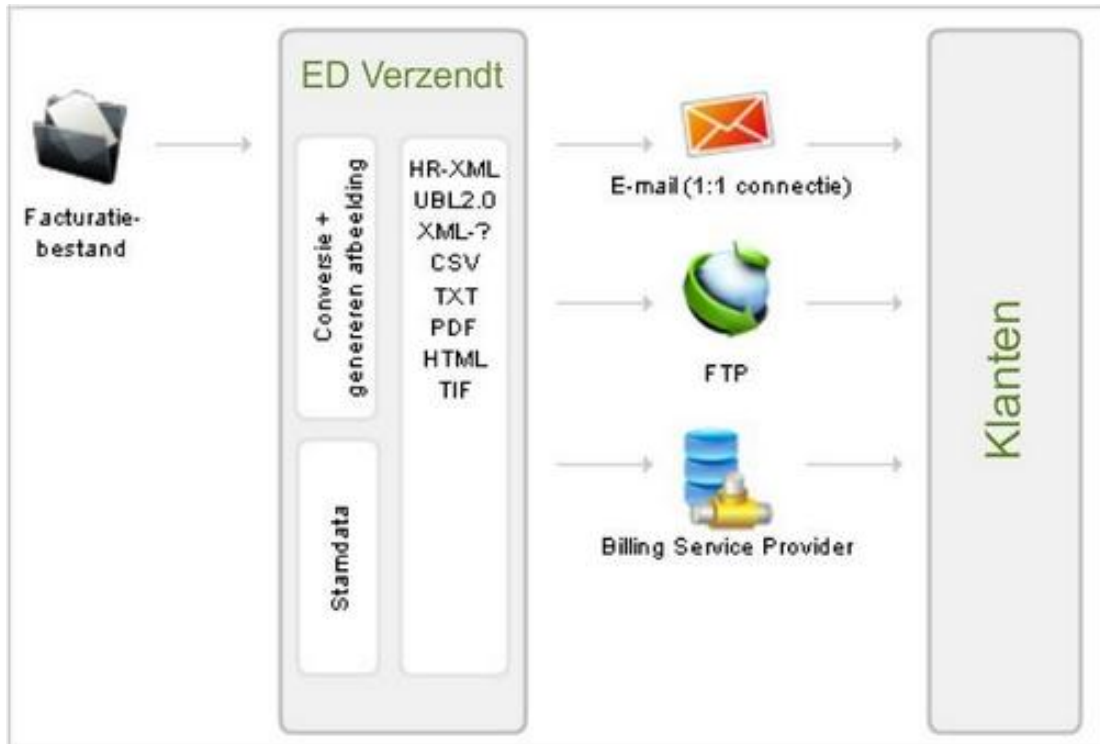 Facturatie-
bestand
ED Verzendt
Conversie +
genereren afbeelding
Stamdata
HR-XML
UBL2.0
XML-?
CSV
TXT
PDF
HTML
TIF
E-mail (1:1 connectie)
FTP
Billing Service Provider
Klanten